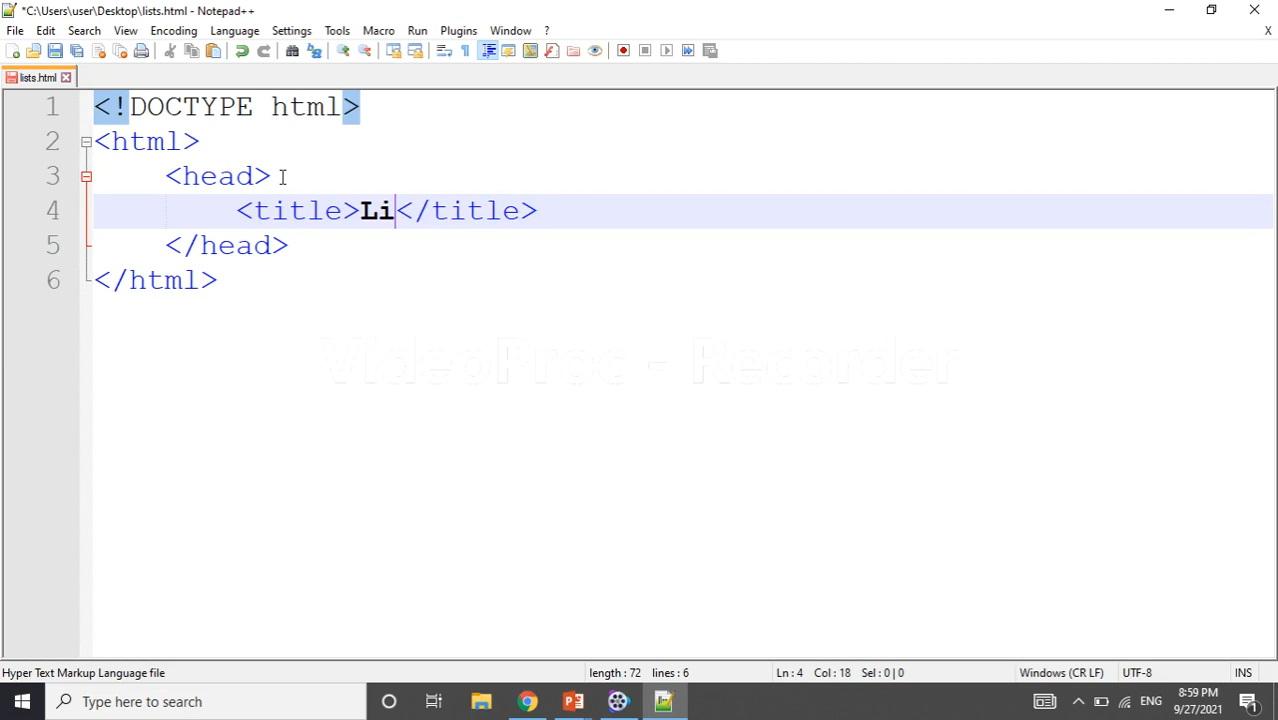 *C:\Users\user\Desktop\lists.html - Notepad++
File Edit Search View Encoding Language Settings Tools Macro Run Plugins Window ? X
lists.html
1 <!DOCTYPE html>
2 <html>
3 <head>
4 <title>Li</title>
5 </head>
6 </html>
VideoProc - Recorder
Hyper Text Markup Language file length : 72 lines : 6 Ln : 4 Col : 18 Sel : 0 | 0 Windows (CR LF) UTF-8 INS
Type here to search ENG 8:59 PM
9/27/2021 1